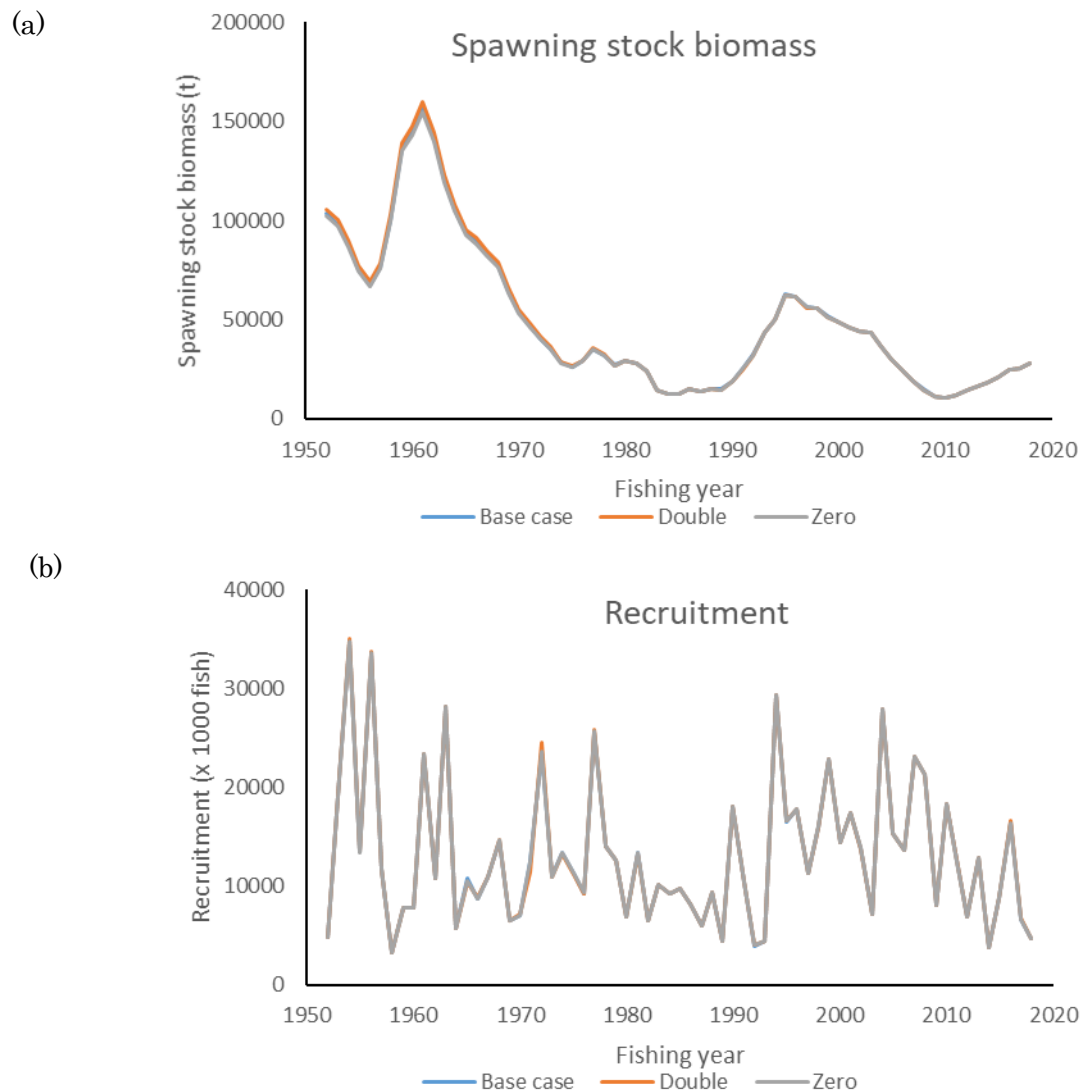 (a)
Spawning stock biomass
Spawning stock biomass (t)
200000
150000
100000
50000
0
1950 1960 1970 1980 1990 2000 2010 2020
Fishing year
Base case Double Zero
(b)
Recruitment
Recruitment (x 1000 fish)
40000
30000
20000
10000
0
1950 1960 1970 1980 1990 2000 2010 2020
Fishing year
Base case Double Zero